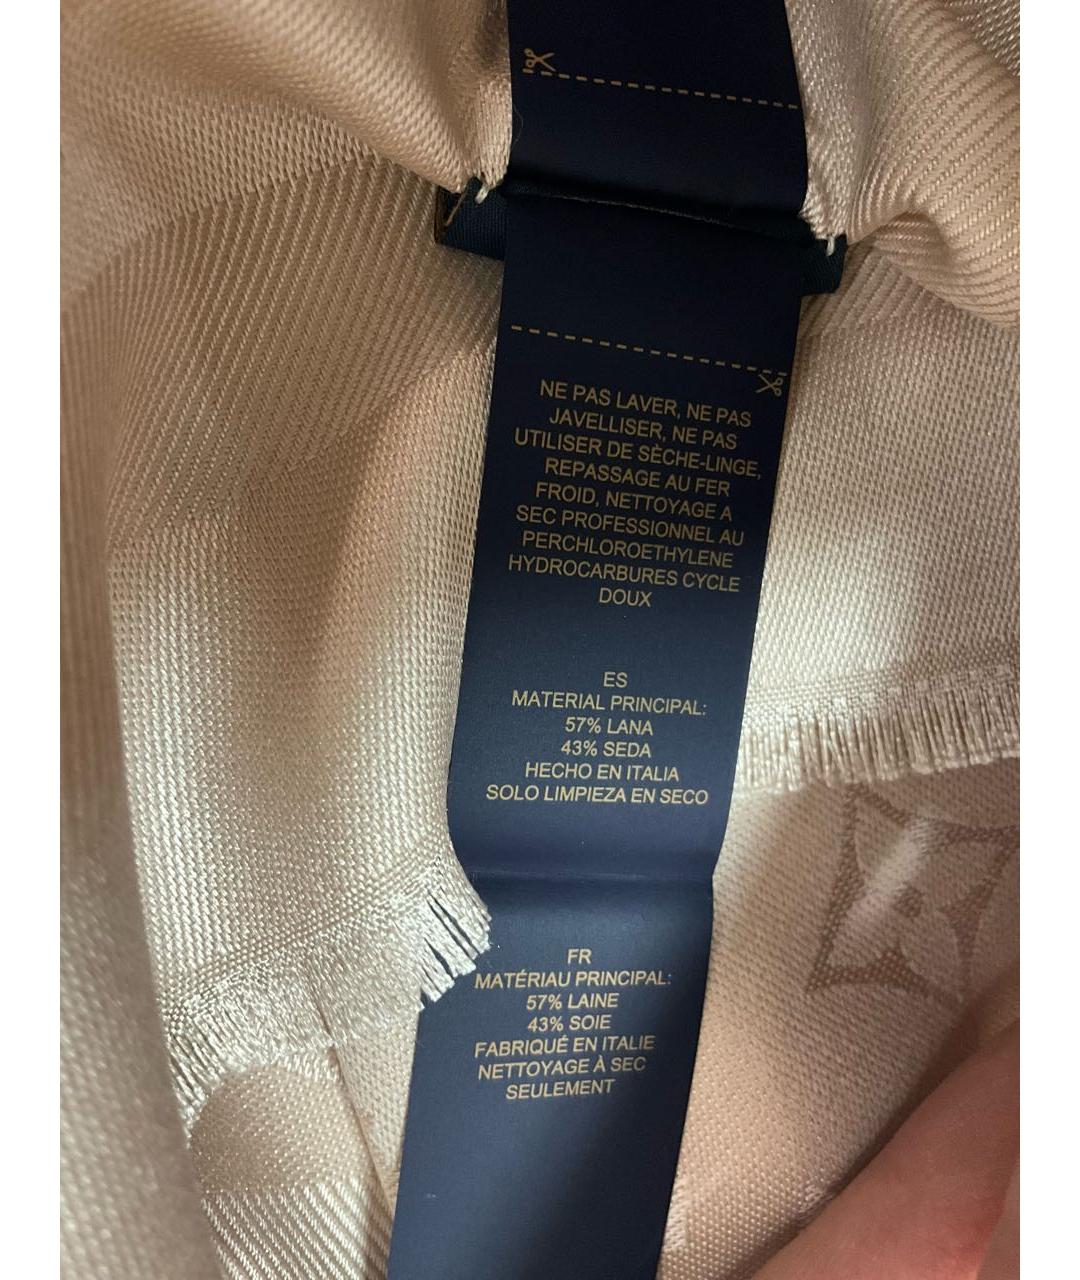 NE PAS LAVER, NE PAS
JAVELLISER, NE PAS
UTILISER DE SÈCHE-LINGE,
REPASSAGE AU FER
FROID, NETTOYAGE A
SEC PROFESSIONNEL AU
PERCHLOROETHYLENE
HYDROCARBURES CYCLE
DOUX
ES
MATERIAL PRINCIPAL:
57% LANA
43% SEDA
HECHO EN ITALIA
SOLO LIMPIEZA EN SECO
FR
MATÉRIAU PRINCIPAL:
57% LAINE
43% SOIE
FABRIQUÉ EN ITALIE
NETTOYAGE À SEC
SEULEMENT